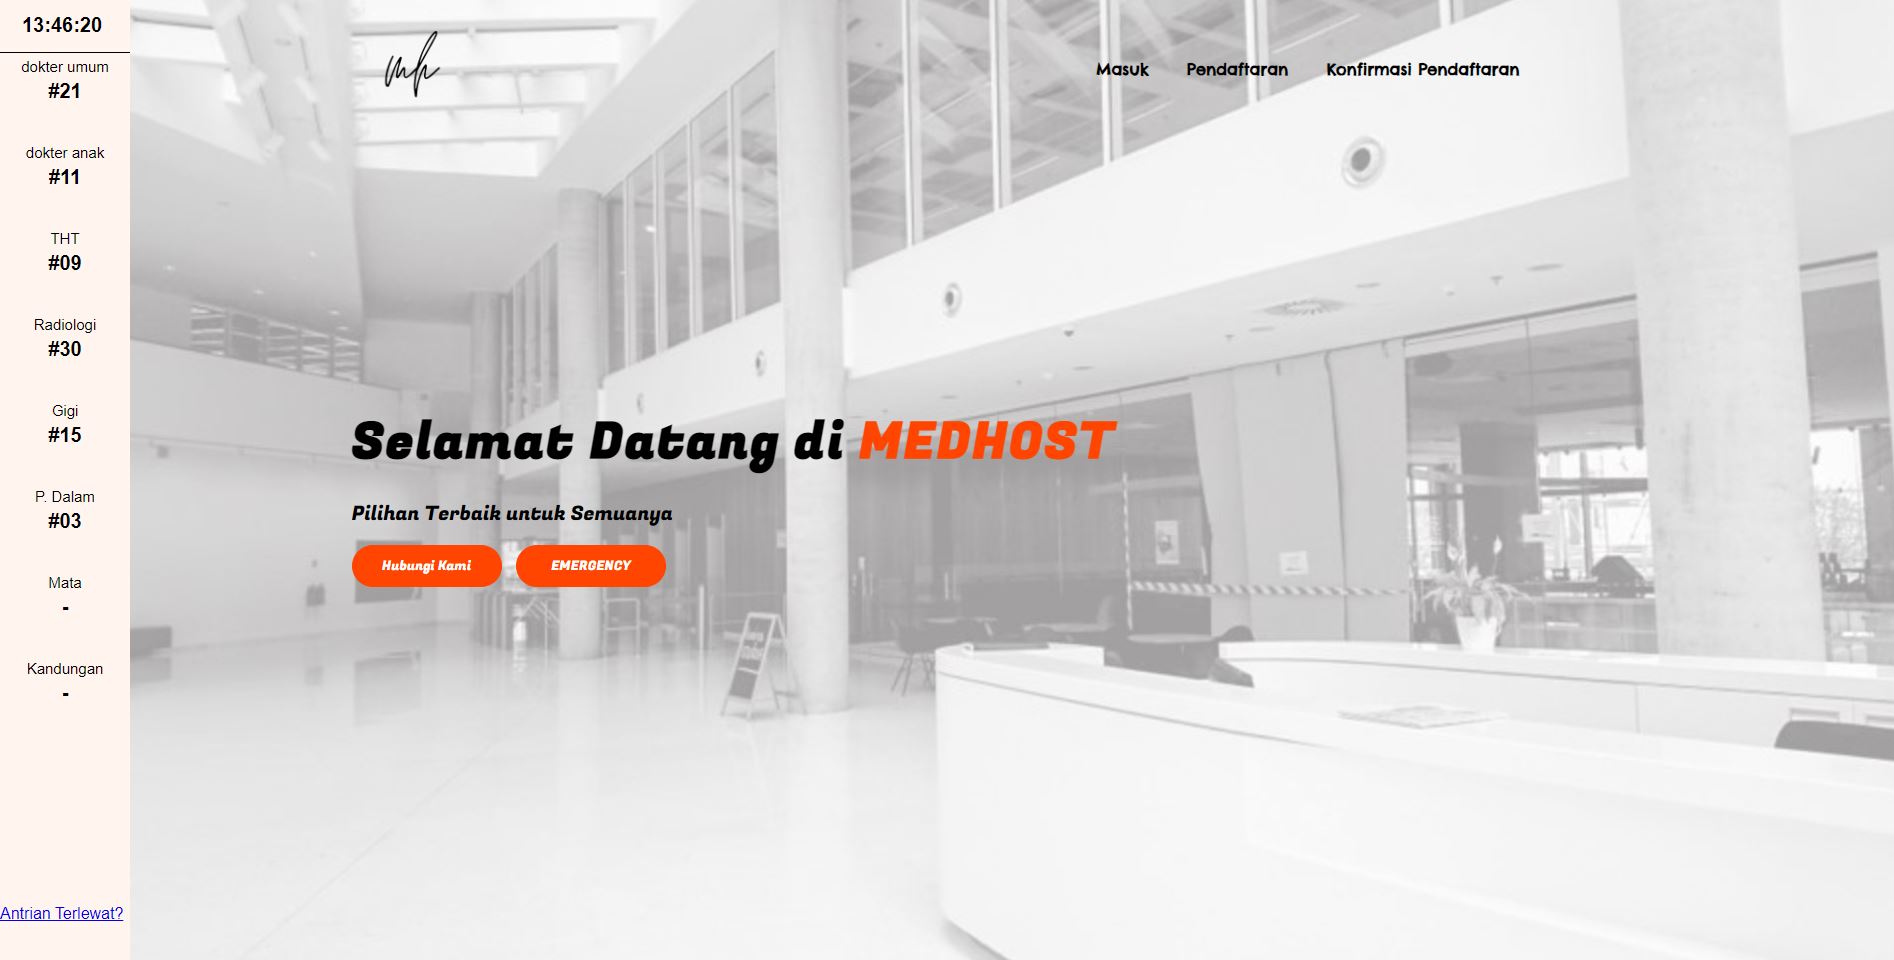 13:46:20
dokter umum
#21
dokter anak
#11
THT
#09
Radiologi
#30
Gigi
#15
P. Dalam
#03
Mata
-
Kandungan
-
Antrian Terlewat?
mh
Masuk Pendaftaran Konfirmasi Pendaftaran
Selamat Datang di MEDHOST
Pilihan Terbaik untuk Semuanya
Hubungi Kami EMERGENCY